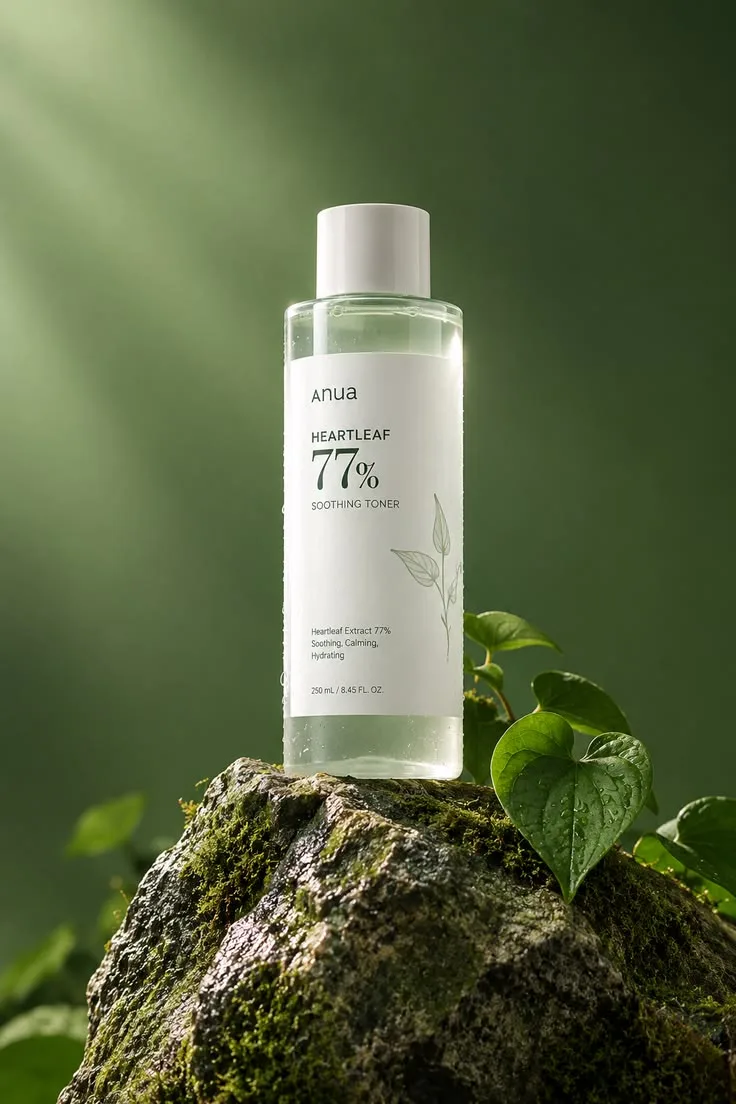 Anua
HEARTLEAF
77%
SOOTHING TONER
Heartleaf Extract 77%
Soothing, Calming,
Hydrating
250 mL / 8.45 FL. OZ.